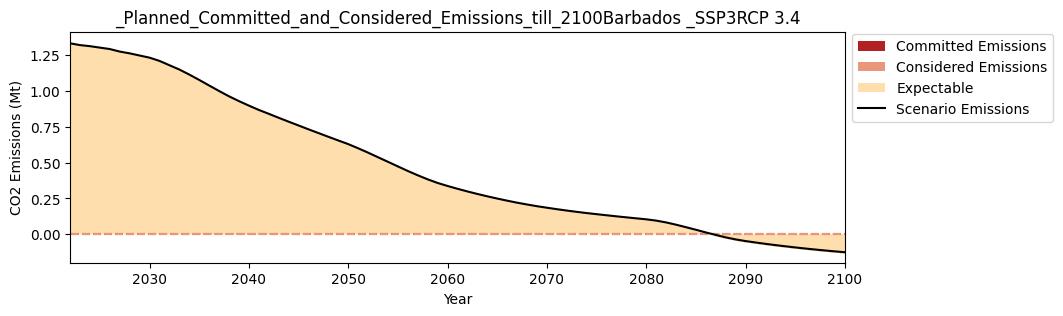 _Planned_Committed_and_Considered_Emissions_till_2100Barbados _SSP3RCP 3.4
Committed Emissions
Considered Emissions
Expectable
Scenario Emissions
CO2 Emissions (Mt)
1.25
1.00
0.75
0.50
0.25
0.00
2030 2040 2050 2060 2070 2080 2090 2100
Year